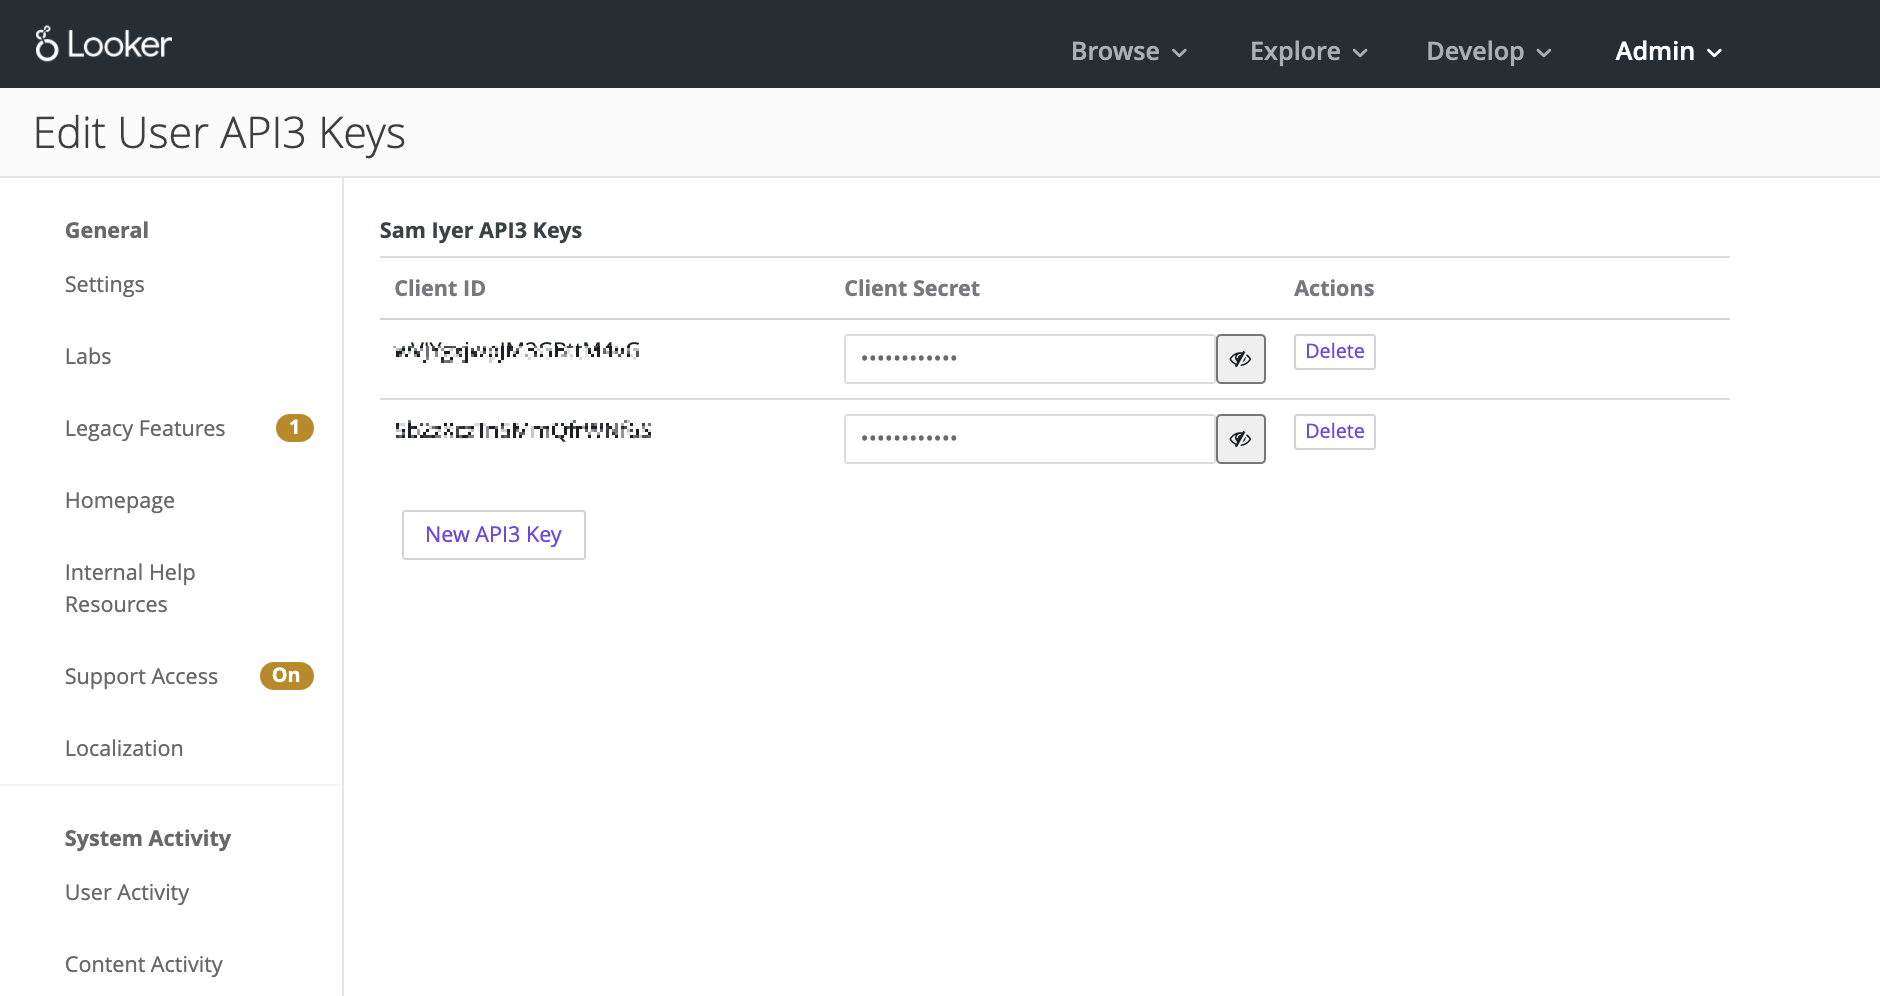 Looker
Browse Explore Develop Admin
Edit User API3 Keys
General
Settings
Labs
Legacy Features 1
Homepage
Internal Help
Resources
Support Access On
Localization
System Activity
User Activity
Content Activity
Sam Iyer API3 Keys
Client ID Client Secret Actions
•••••••••••• Delete
•••••••••••• Delete
New API3 Key